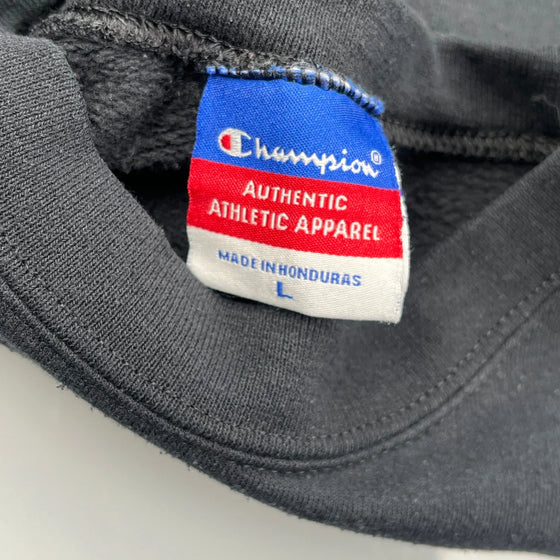 Champion®
AUTHENTIC
ATHLETIC APPAREL
MADE IN HONDURAS
L